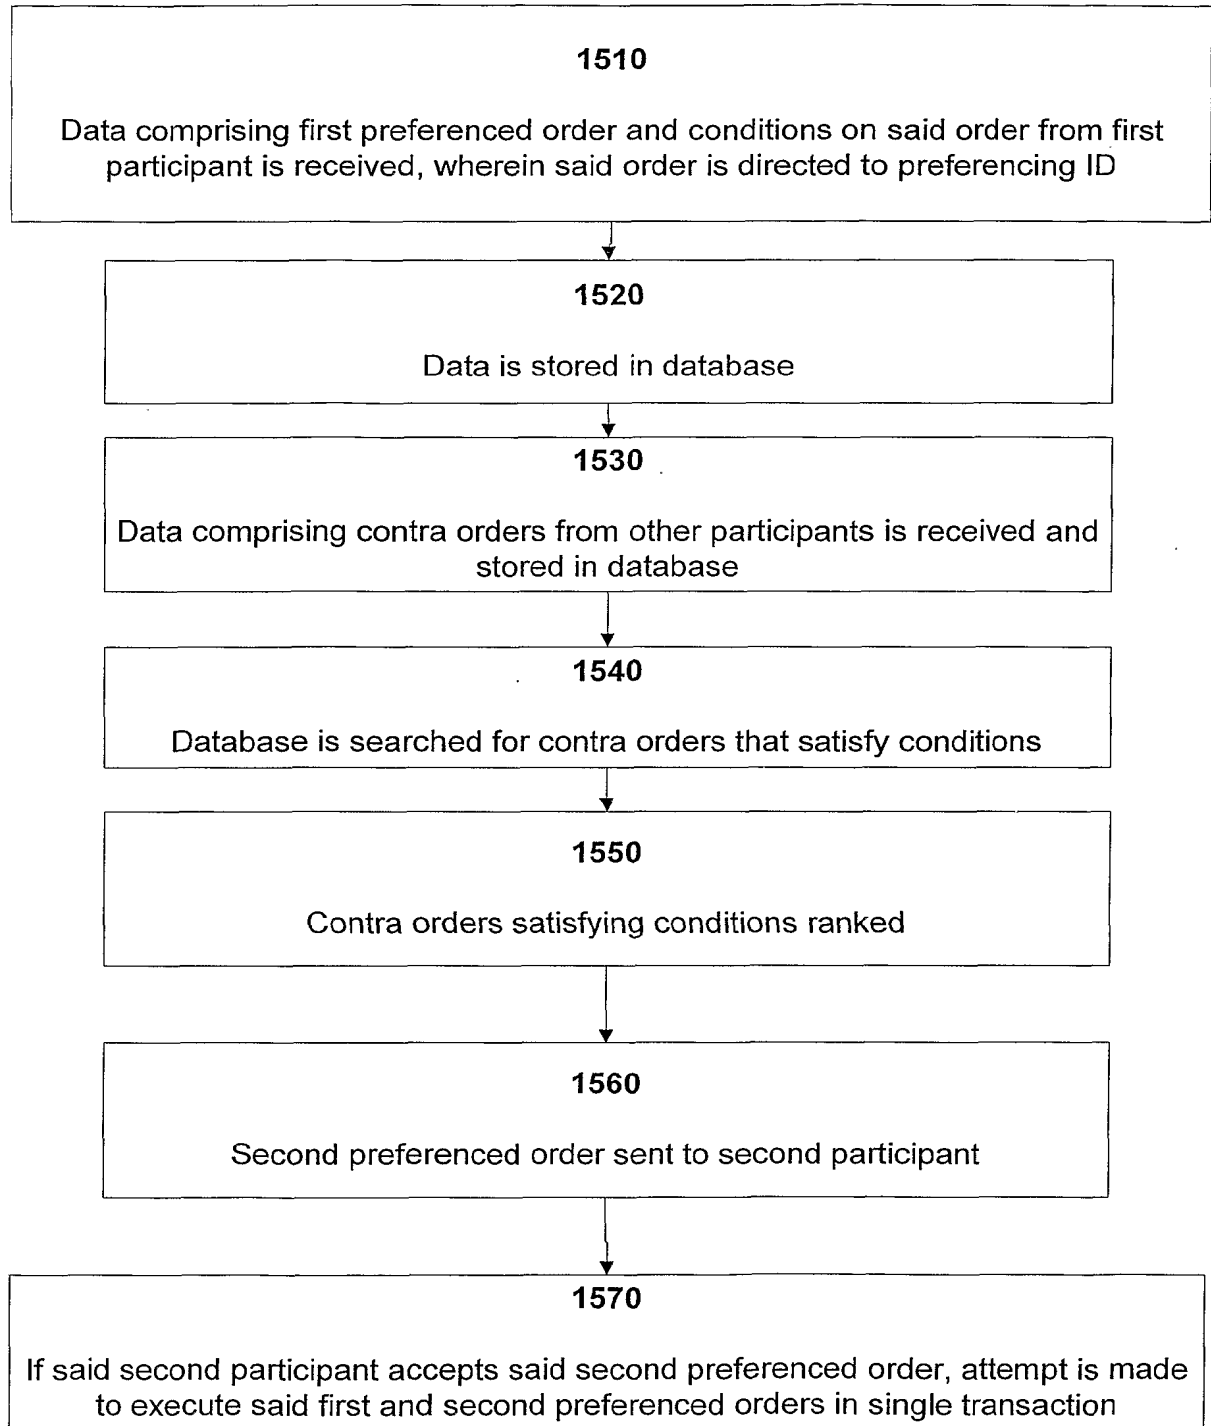 1510
Data comprising first preferenced order and conditions on said order from first
participant is received, wherein said order is directed to preferencing ID
1520
Data is stored in database
1530
Data comprising contra orders from other participants is received and
stored in database
1540
Database is searched for contra orders that satisfy conditions
1550
Contra orders satisfying conditions ranked
1560
Second preferenced order sent to second participant
1570
If said second participant accepts said second preferenced order, attempt is made
to execute said first and second preferenced orders in single transaction